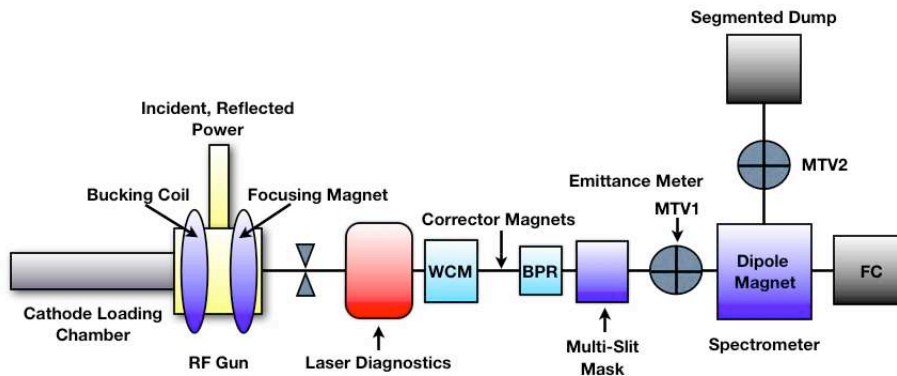 Segmented Dump
Incident, Reflected
Power
MTV2
Emittance Meter
Bucking Coil
Focusing Magnet
MTV1
Corrector Magnets
WCM
BPR
Dipole
Magnet
FC
Cathode Loading
Chamber
RF Gun
Laser Diagnostics
Multi-Slit
Mask
Spectrometer